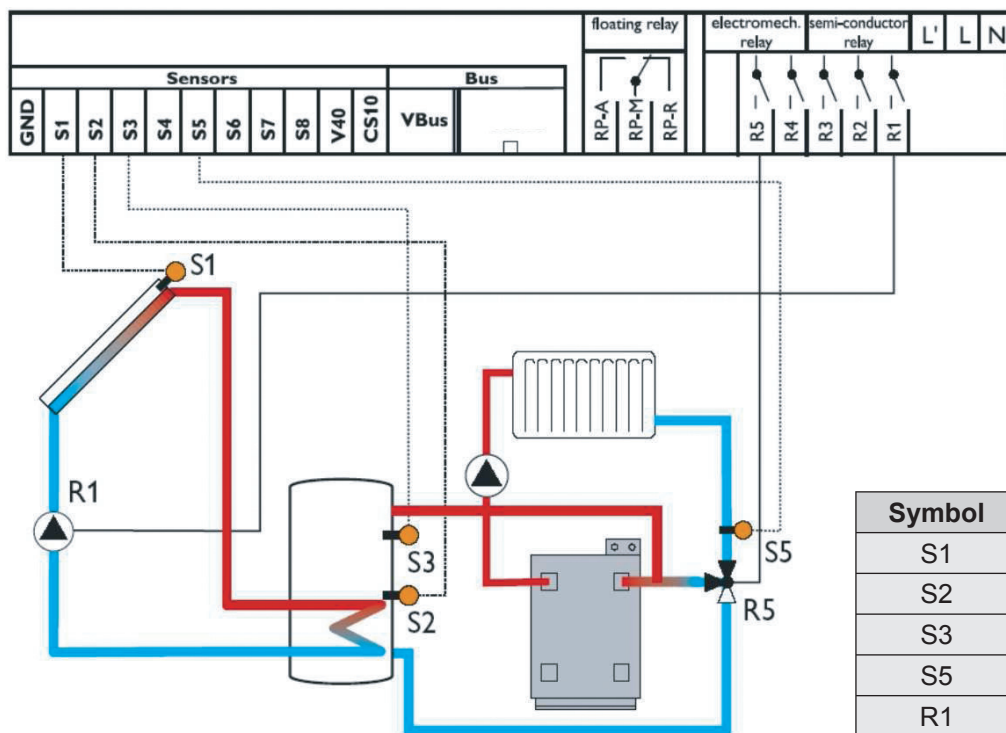 floating relay
electromech. relay
semi-conductor relay
L' L N
Sensors
Bus
GND S1 S2 S3 S4 S5 S6 S7 S8 V40 CS10
VBus
RP-A RP-M RP-R
R5 R4 R3 R2 R1
S1
R1
S3
S2
S5
R5
Symbol
S1
S2
S3
S5
R1